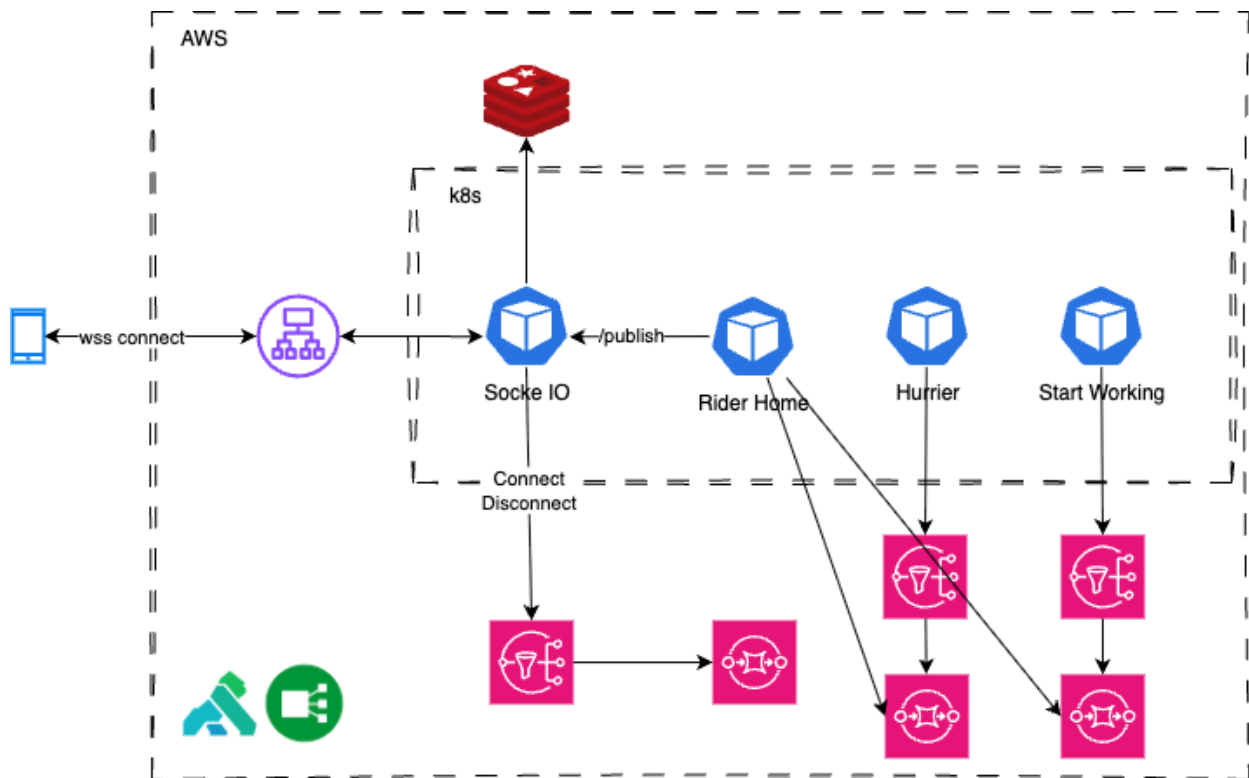 AWS
k8s
wss connect
/publish
Socke IO
Rider Home
Hurrier
Start Working
Connect
Disconnect